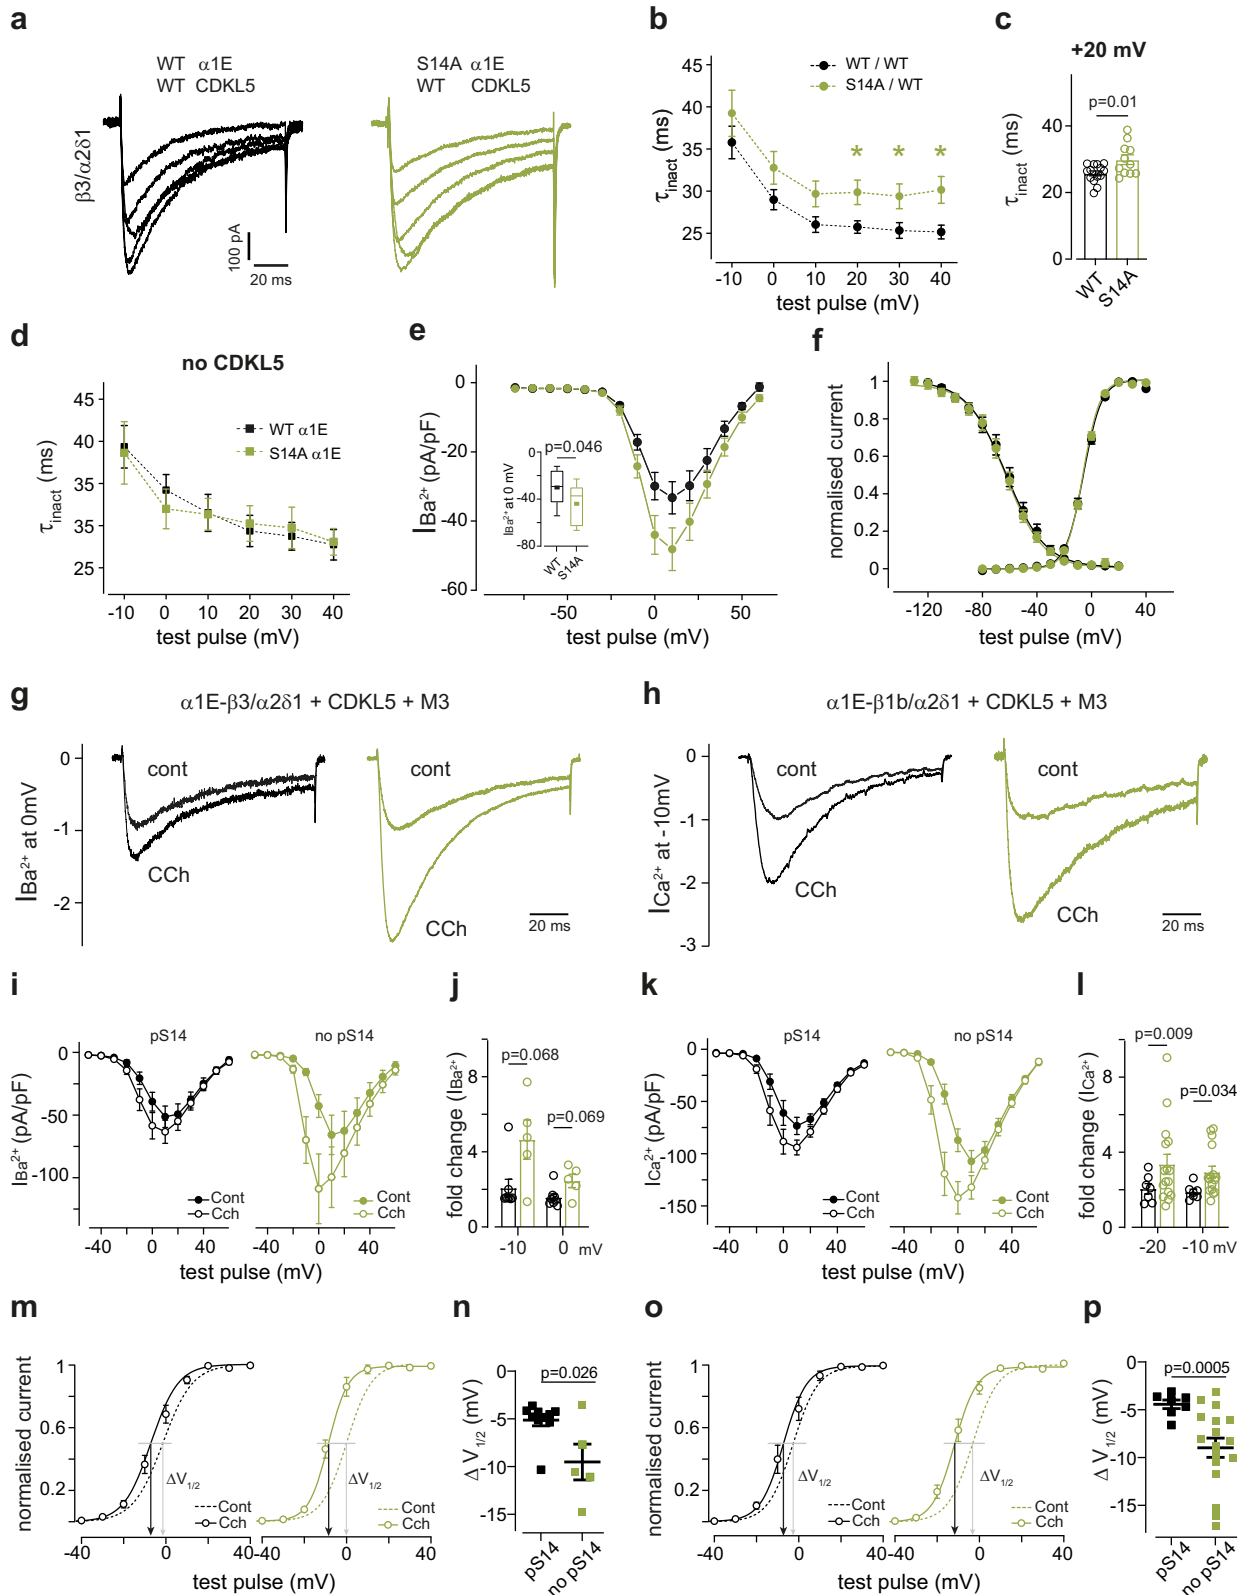 a
WT α1E
WT CDKL5
S14A α1E
WT CDKL5
β3/α2δ1
100 pA
20 ms
b
WT / WT
S14A / WT
τinact (ms)
45
40
35
30
25
* * *
-10 0 10 20 30 40
test pulse (mV)
c
+20 mV
p=0.01
τinact (ms)
40
20
0
WT
S14A
d
no CDKL5
WT α1E
S14A α1E
τinact (ms)
45
40
35
35
25
-10 0 10 20 30 40
test pulse (mV)
e
IBa2+ (pA/pF)
0
-20
-40
-60
p=0.046
IBa2+ at 0 mV
0
-40
-80
WT
S14A
-50 0 50
test pulse (mV)
f
normalised current
1
0.8
0.6
0.4
0.2
0
-120 -80 -40 0 40
test pulse (mV)
g
α1E-β3/α2δ1 + CDKL5 + M3
IBa2+ at 0mV
0
-1
-2
cont
CCh
cont
CCh
20 ms
h
α1E-β1b/α2δ1 + CDKL5 + M3
ICa2+ at -10mV
0
-1
-2
-3
cont
CCh
cont
CCh
20 ms
i
pS14
no pS14
IBa2+ (pA/pF)
0
-50
-100
Cont
Cch
Cont
Cch
-40 0 40
-40 0 40
test pulse (mV)
j
fold change (IBa2+)
8
4
0
p=0.068
p=0.069
-10 0 mV
k
pS14
no pS14
ICa2+ (pA/pF)
0
-50
-100
-150
Cont
Cch
Cont
Cch
-40 0 40
-40 0 40
test pulse (mV)
l
fold change (ICa2+)
8
4
0
p=0.009
p=0.034
-20 -10 mV
m
normalised current
1
0.6
0.2
ΔV1/2
Cont
Cch
ΔV1/2
Cont
Cch
-40 0 40 0 40
test pulse (mV)
n
Δ V1/2 (mV)
0
-5
-10
-15
p=0.026
pS14
no pS14
o
normalised current
1
0.6
0.2
ΔV1/2
Cont
Cch
ΔV1/2
Cont
Cch
-40 0 40 0 40
test pulse (mV)
p
Δ V1/2 (mV)
0
-5
-10
-15
p=0.0005
pS14
no pS14